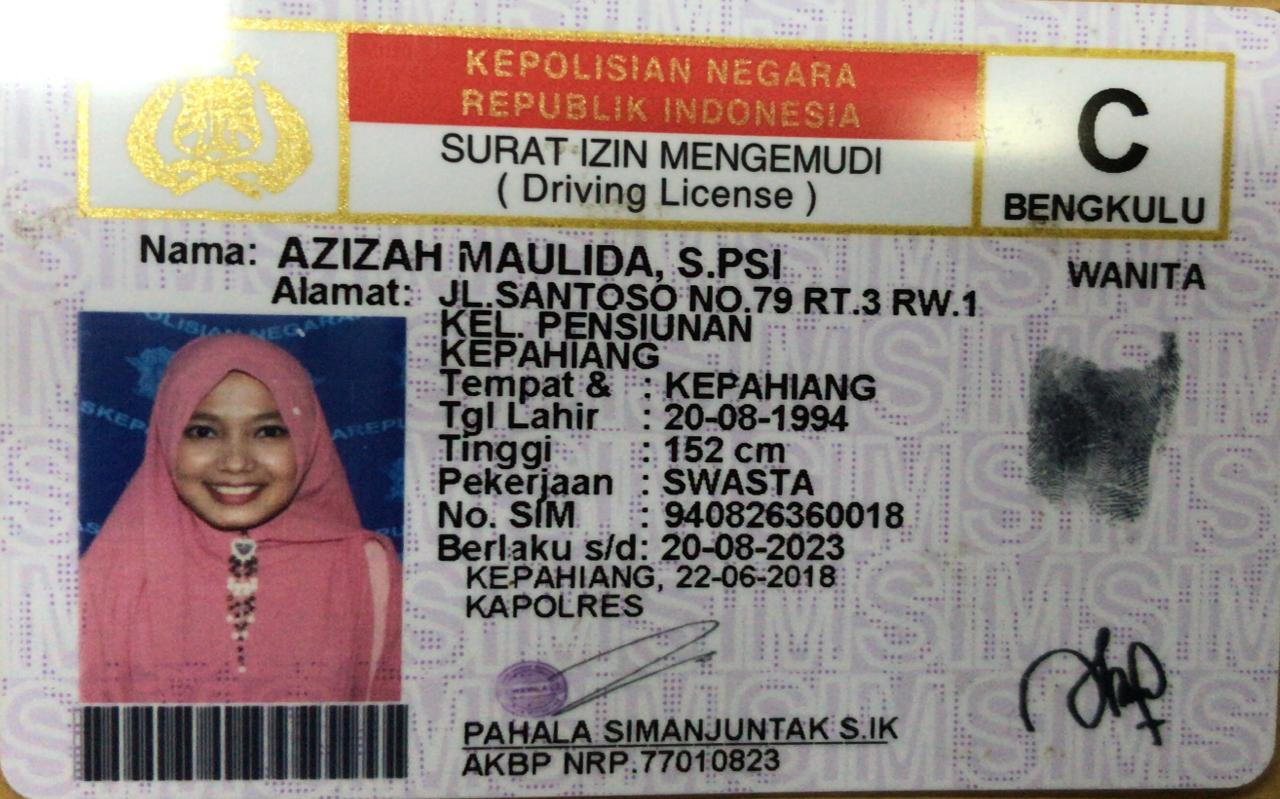 KEPOLISIAN NEGARA
REPUBLIK INDONESIA
SURAT IZIN MENGEMUDI
( Driving License )
C
BENGKULU
Nama: AZIZAH MAULIDA, S.PSI
WANITA
Alamat: JL.SANTOSO NO.79 RT.3 RW.1
KEL. PENSIUNAN
KEPAHIANG
Tempat & : KEPAHIANG
Tgl Lahir : 20-08-1994
Tinggi : 152 cm
Pekerjaan : SWASTA
No. SIM : 940826360018
Berlaku s/d: 20-08-2023
KEPAHIANG, 22-06-2018
KAPOLRES
PAHALA SIMANJUNTAK S.IK
AKBP NRP.77010823